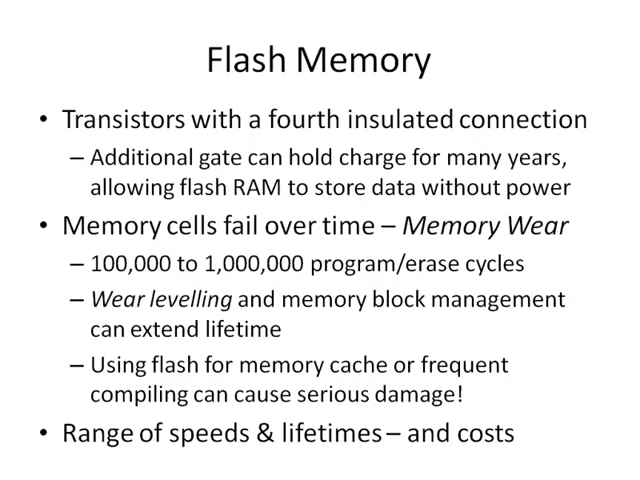 Flash Memory
• Transistors with a fourth insulated connection
– Additional gate can hold charge for many years,
allowing flash RAM to store data without power
• Memory cells fail over time – Memory Wear
– 100,000 to 1,000,000 program/erase cycles
– Wear levelling and memory block management
can extend lifetime
– Using flash for memory cache or frequent
compiling can cause serious damage!
• Range of speeds & lifetimes – and costs